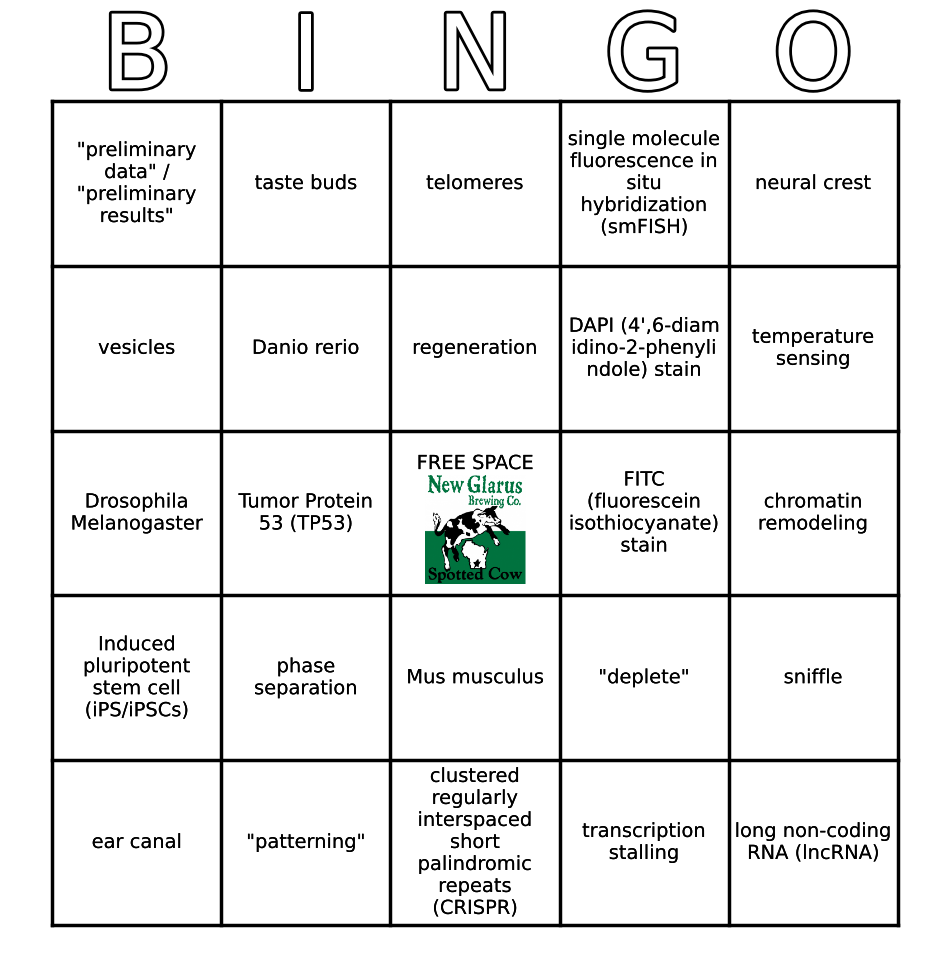 B I N G O
"preliminary
data" /
"preliminary
results"
taste buds
telomeres
single molecule
fluorescence in
situ
hybridization
(smFISH)
neural crest
vesicles
Danio rerio
regeneration
DAPI (4',6-diam
idino-2-phenyli
ndole) stain
temperature
sensing
Drosophila
Melanogaster
Tumor Protein
53 (TP53)
FREE SPACE
New Glarus
Brewing Co.
Spotted Cow
FITC
(fluorescein
isothiocyanate)
stain
chromatin
remodeling
Induced
pluripotent
stem cell
(iPS/iPSCs)
phase
separation
Mus musculus
"deplete"
sniffle
ear canal
"patterning"
clustered
regularly
interspaced
short
palindromic
repeats
(CRISPR)
transcription
stalling
long non-coding
RNA (lncRNA)